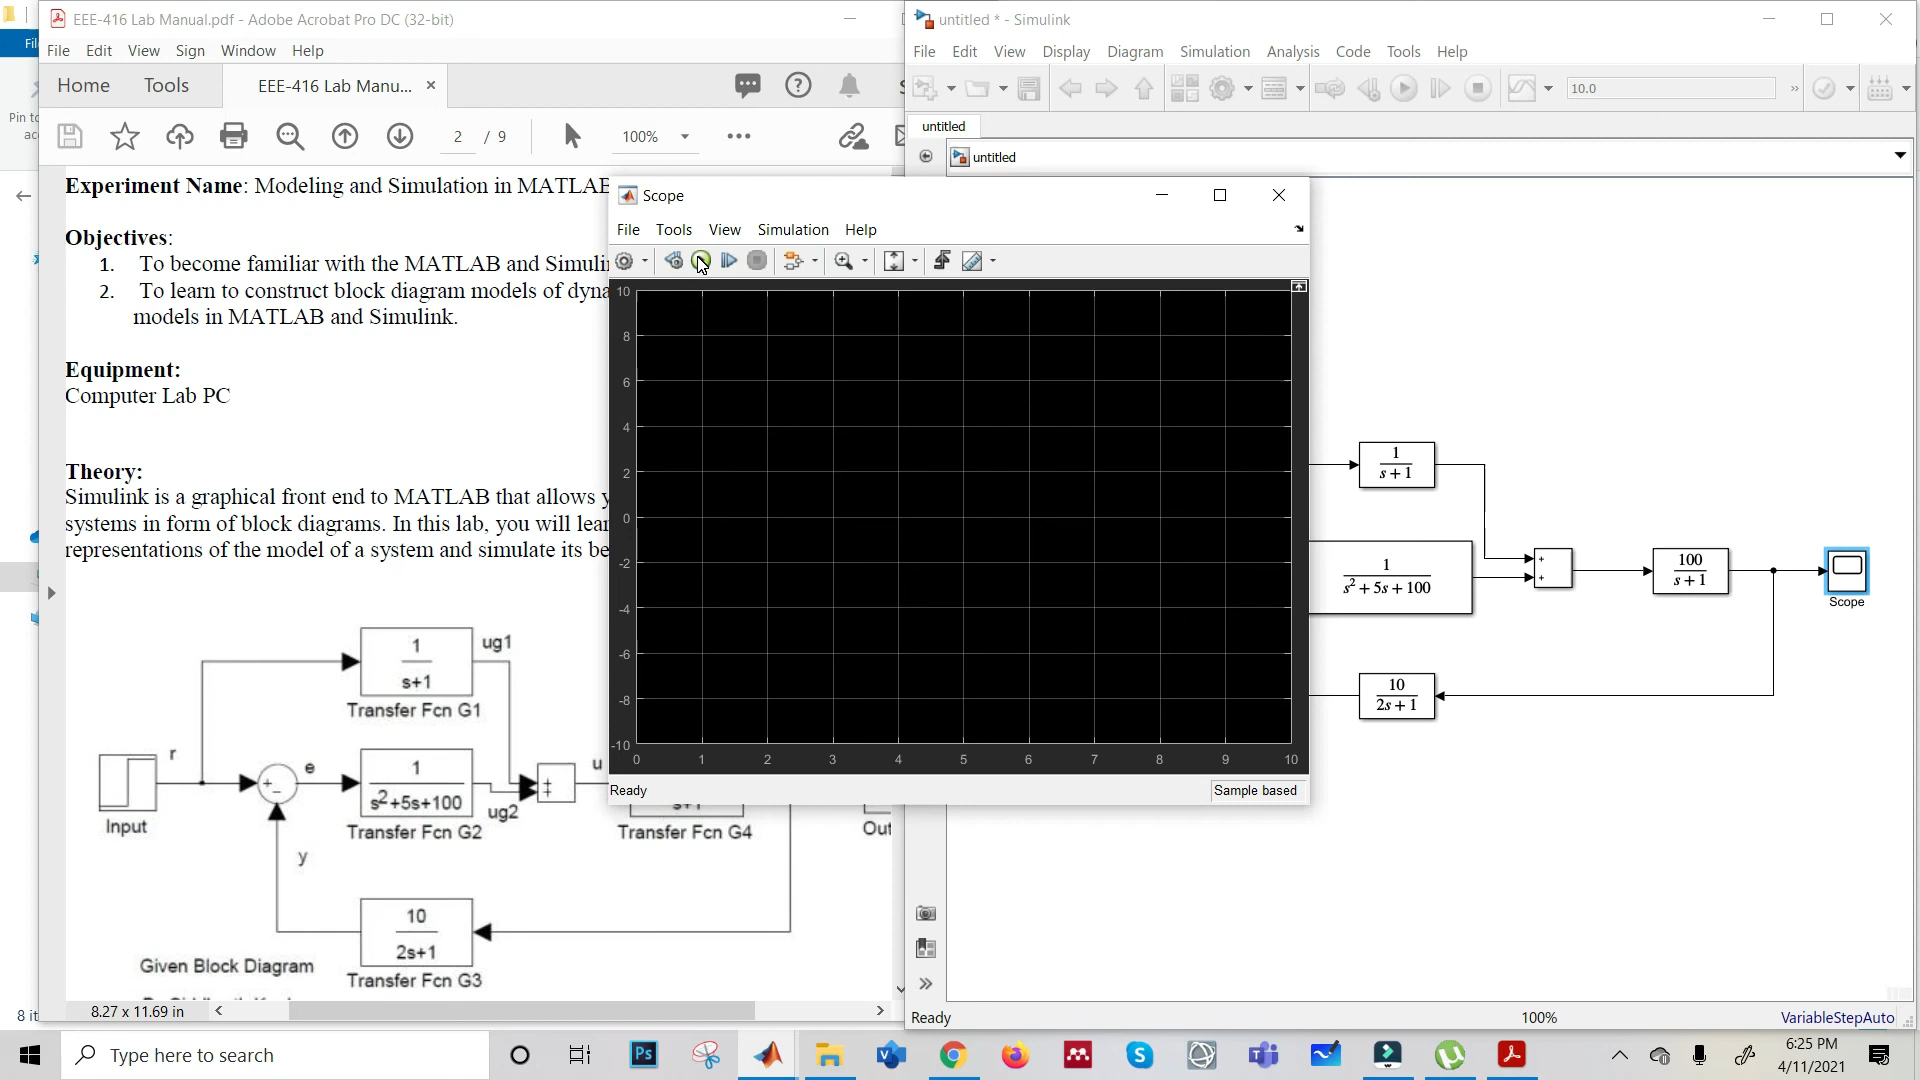 EEE-416 Lab Manual.pdf - Adobe Acrobat Pro DC (32-bit)
File Edit View Sign Window Help
Home Tools EEE-416 Lab Manu... ×
2 / 9 100%
Experiment Name: Modeling and Simulation in MATLAB
Objectives:
1. To become familiar with the MATLAB and Simuli
2. To learn to construct block diagram models of dyna
models in MATLAB and Simulink.
Equipment:
Computer Lab PC
Theory:
Simulink is a graphical front end to MATLAB that allows y
systems in form of block diagrams. In this lab, you will lear
representations of the model of a system and simulate its be
1
s+1
ug1
Transfer Fcn G1
r
e
1
s2+5s+100
ug2
u
Input
Transfer Fcn G2
Transfer Fcn G4
Out
y
10
2s+1
Given Block Diagram
Transfer Fcn G3
8.27 x 11.69 in
untitled * - Simulink
File Edit View Display Diagram Simulation Analysis Code Tools Help
10.0
untitled
untitled
Scope
File Tools View Simulation Help
10
8
6
4
2
0
-2
-4
-6
-8
-10
0 1 2 3 4 5 6 7 8 9 10
Ready Sample based
1
s + 1
1
s² + 5s + 100
+
+
100
s + 1
Scope
10
2s + 1
Ready 100% VariableStepAuto
Type here to search
Ps
6:25 PM
4/11/2021